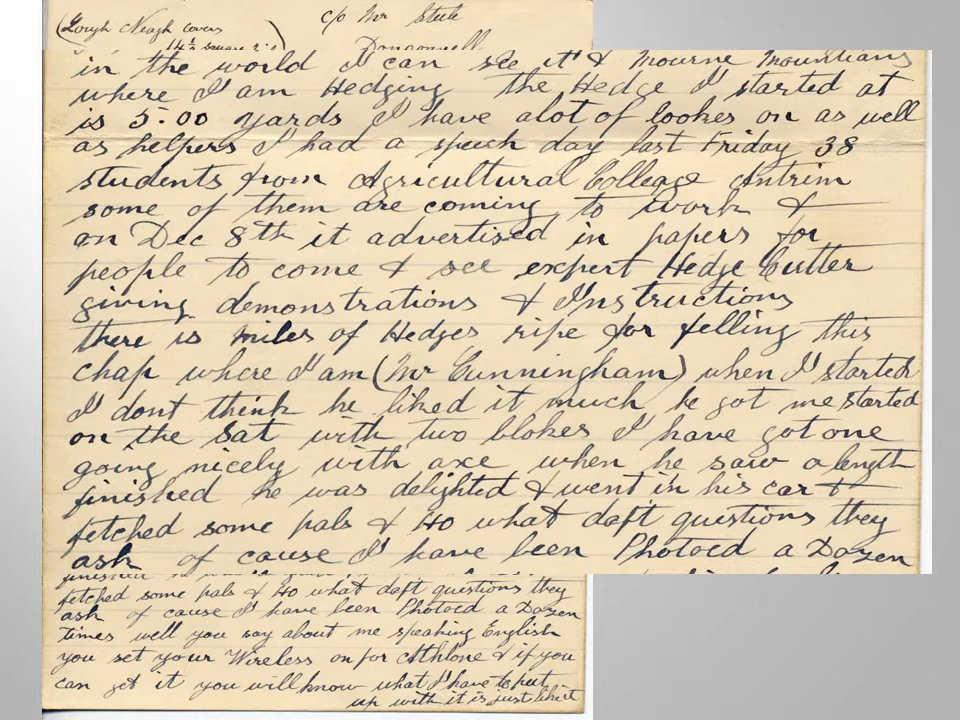 (Lough Neagh covers
c/o Mr Steele
14½ square
in the world I can see it & Mourne Mountians
where I am Hedging the Hedge I started at
is 5.00 yards I have alot of lookes on as well
as helpers I had a speech day last Friday 38
students from Agricultural College Antrim
some of them are coming to work &
on Dec 8th it advertised in papers for
people to come & see expert Hedge Cutter
giving demonstrations & Instructions
there is miles of Hedges ripe for felling this
chap where I am (Mr Cunningham) when I started
I dont think he liked it much he got me started
on the Sat with two blokes I have got one
going nicely with axe when he saw a length
finished he was delighted & went in his car &
fetched some pals & Ho what daft questions they
ask of cause I have been Photoed a Dozen
fetched some pals & Ho what daft questions they
ask of cause I have been Photoed a Dozen
times well you say about me speaking English
you set your Wireless on for Athlone & if you
can get it you will know what I have to put
up with it is just like it